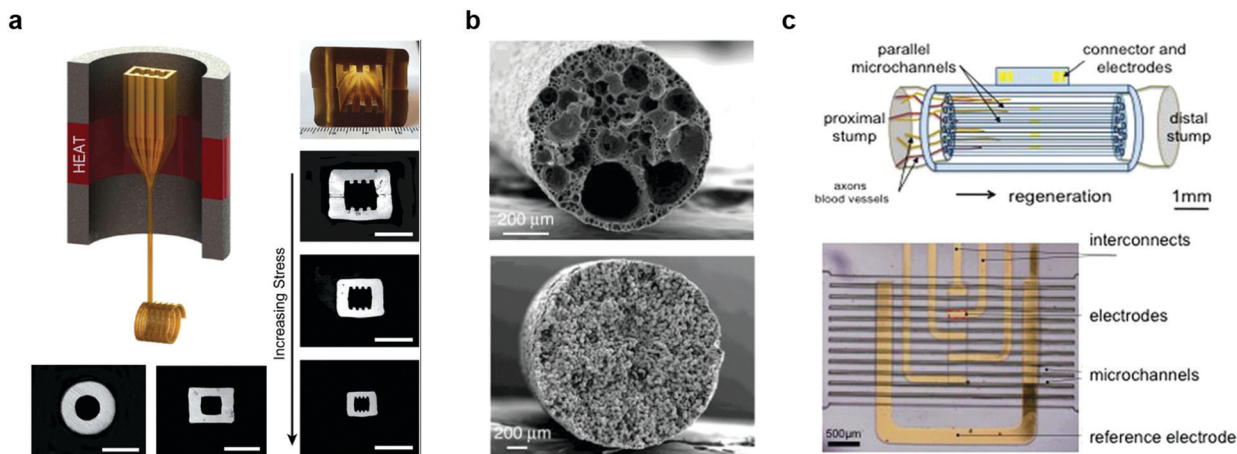 a
HEAT
Increasing Stress
b
200 μm
200 μm
c
parallel
microchannels
connector and
electrodes
proximal
stump
distal
stump
axons
blood vessels
regeneration
1mm
interconnects
electrodes
microchannels
reference electrode
500μm